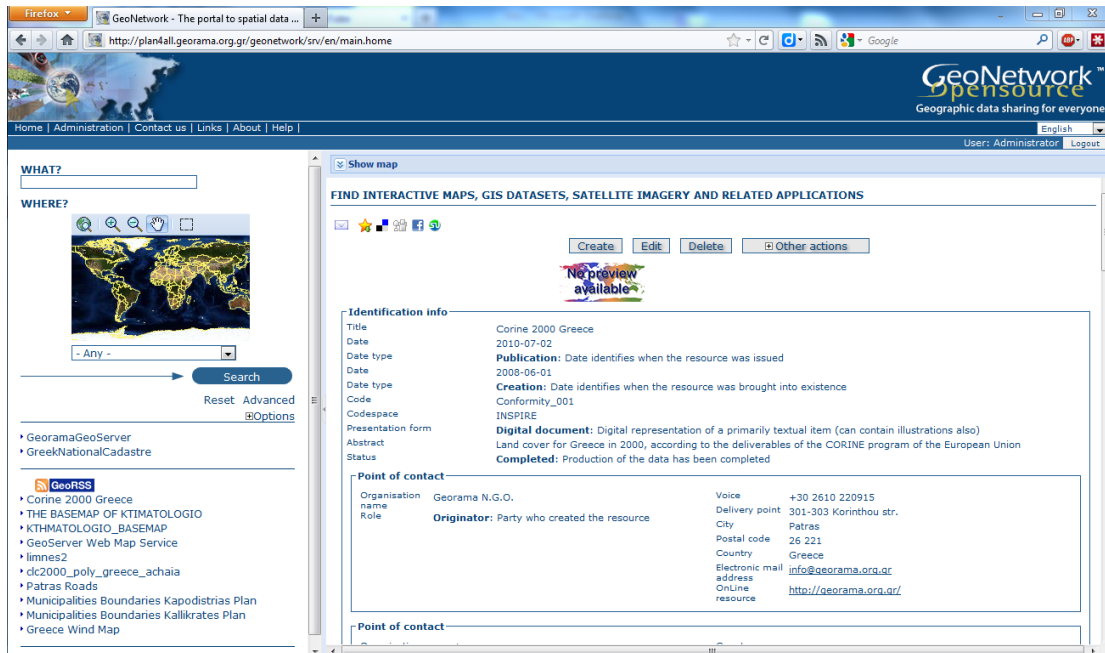 Firefox
GeoNetwork - The portal to spatial data ...
http://plan4all.georama.org.gr/geonetwork/srv/en/main.home
Google
ABP
GeoNetwork™
Opensource
Geographic data sharing for everyone
Home | Administration | Contact us | Links | About | Help |
English
User: Administrator Logout
WHAT?
WHERE?
- Any -
Search
Reset Advanced
Options
GeoramaGeoServer
GreekNationalCadastre
GeoRSS
Corine 2000 Greece
THE BASEMAP OF KTIMATOLOGIO
KTHMATOLOGIO_BASEMAP
GeoServer Web Map Service
limnes2
clc2000_poly_greece_achaia
Patras Roads
Municipalities Boundaries Kapodistrias Plan
Municipalities Boundaries Kallikrates Plan
Greece Wind Map
Show map
FIND INTERACTIVE MAPS, GIS DATASETS, SATELLITE IMAGERY AND RELATED APPLICATIONS
Create Edit Delete Other actions
No preview
available
Identification info
Title Corine 2000 Greece
Date 2010-07-02
Date type Publication: Date identifies when the resource was issued
Date 2008-06-01
Date type Creation: Date identifies when the resource was brought into existence
Code Conformity_001
Codespace INSPIRE
Presentation form Digital document: Digital representation of a primarily textual item (can contain illustrations also)
Abstract Land cover for Greece in 2000, according to the deliverables of the CORINE program of the European Union
Status Completed: Production of the data has been completed
Point of contact
Organisation name Georama N.G.O.
Role Originator: Party who created the resource
Voice +30 2610 220915
Delivery point 301-303 Korinthou str.
City Patras
Postal code 26 221
Country Greece
Electronic mail address info@georama.org.gr
OnLine resource http://georama.org.gr/
Point of contact